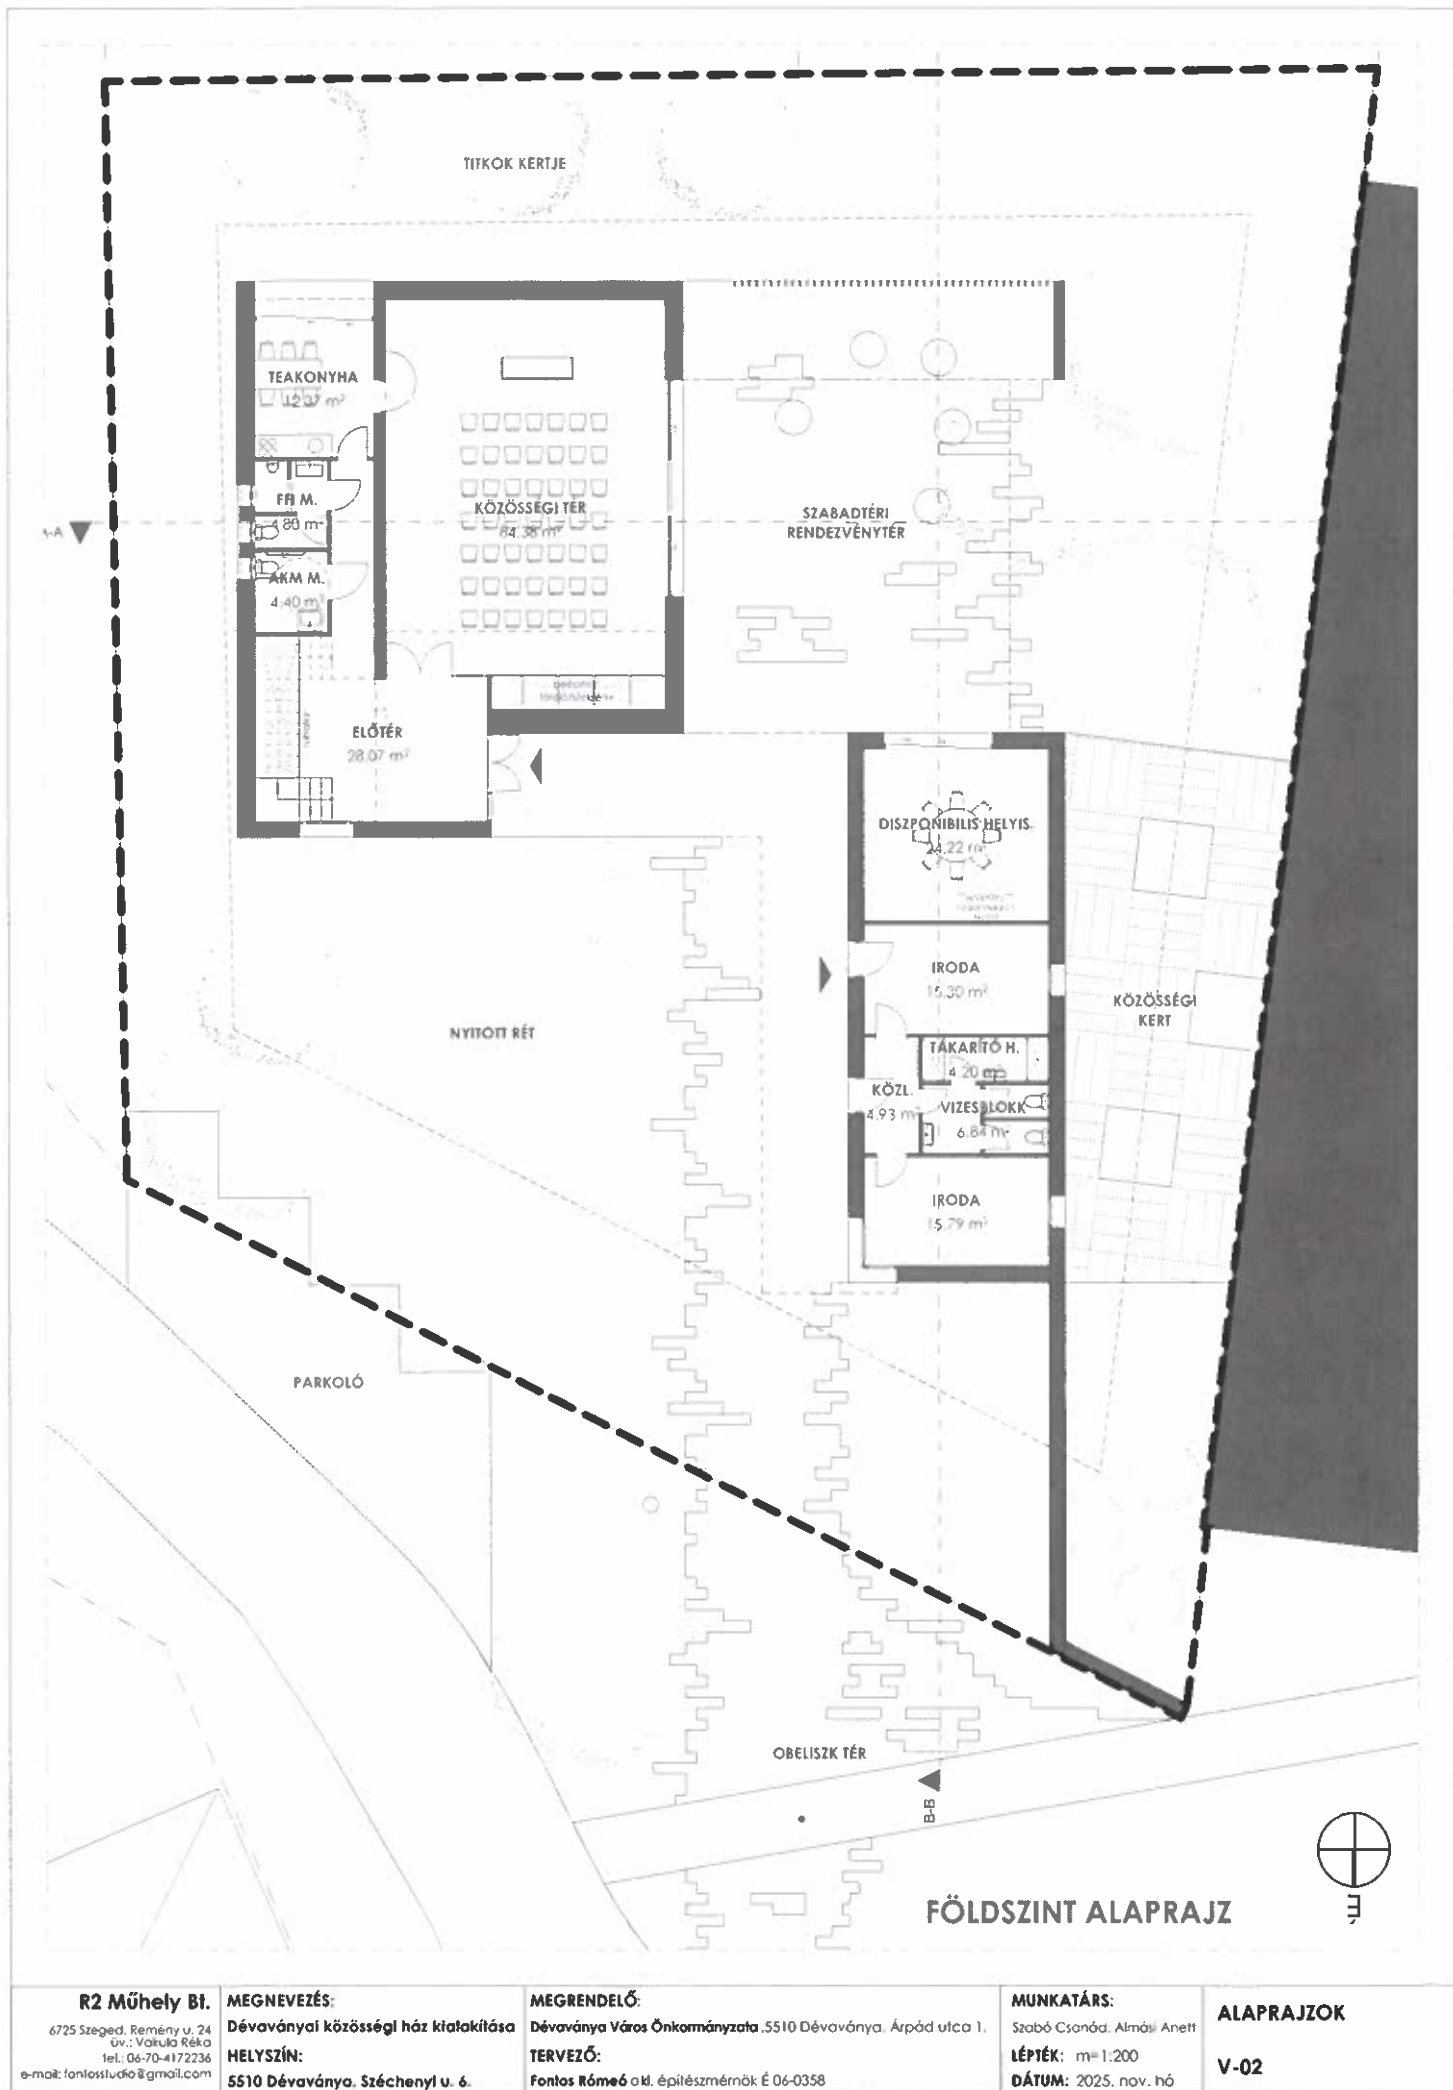 TITKOK KERTJE
TEAKONYHA
12.37 m²
FFI M.
4.80 m²
AKM M.
4.40 m²
KÖZÖSSÉGI TÉR
84.38 m²
SZABADTÉRI
RENDEZVÉNYTÉR
A-A
beépített
ELŐTÉR
28.07 m²
DISZPONIBILIS HELYIS.
24.22 m²
IRODA
15.30 m²
KÖZÖSSÉGI
KERT
NYITOTT RÉT
TAKARÍTÓ H.
4.20 m²
KÖZL.
4.93 m²
VIZESBLOKK
6.84 m²
IRODA
15.79 m²
PARKOLÓ
OBELISZK TÉR
B-B
FÖLDSZINT ALAPRAJZ
É
R2 Műhely Bt.
6725 Szeged, Remény u. 24
üv.: Vakula Réka
tel.: 06-70-4172236
e-mail: fontosstudio@gmail.com
MEGNEVEZÉS:
Dévaványai közösségi ház kialakítása
HELYSZÍN:
5510 Dévaványa, Széchenyi u. 6.
MEGRENDELŐ:
Dévaványa Város Önkormányzata ,5510 Dévaványa, Árpád utca 1.
TERVEZŐ:
Fontos Rómeó okl. építészmérnök É 06-0358
MUNKATÁRS:
Szabó Csanád, Almási Anett
LÉPTÉK: m=1:200
DÁTUM: 2025. nov. hó
ALAPRAJZOK
V-02